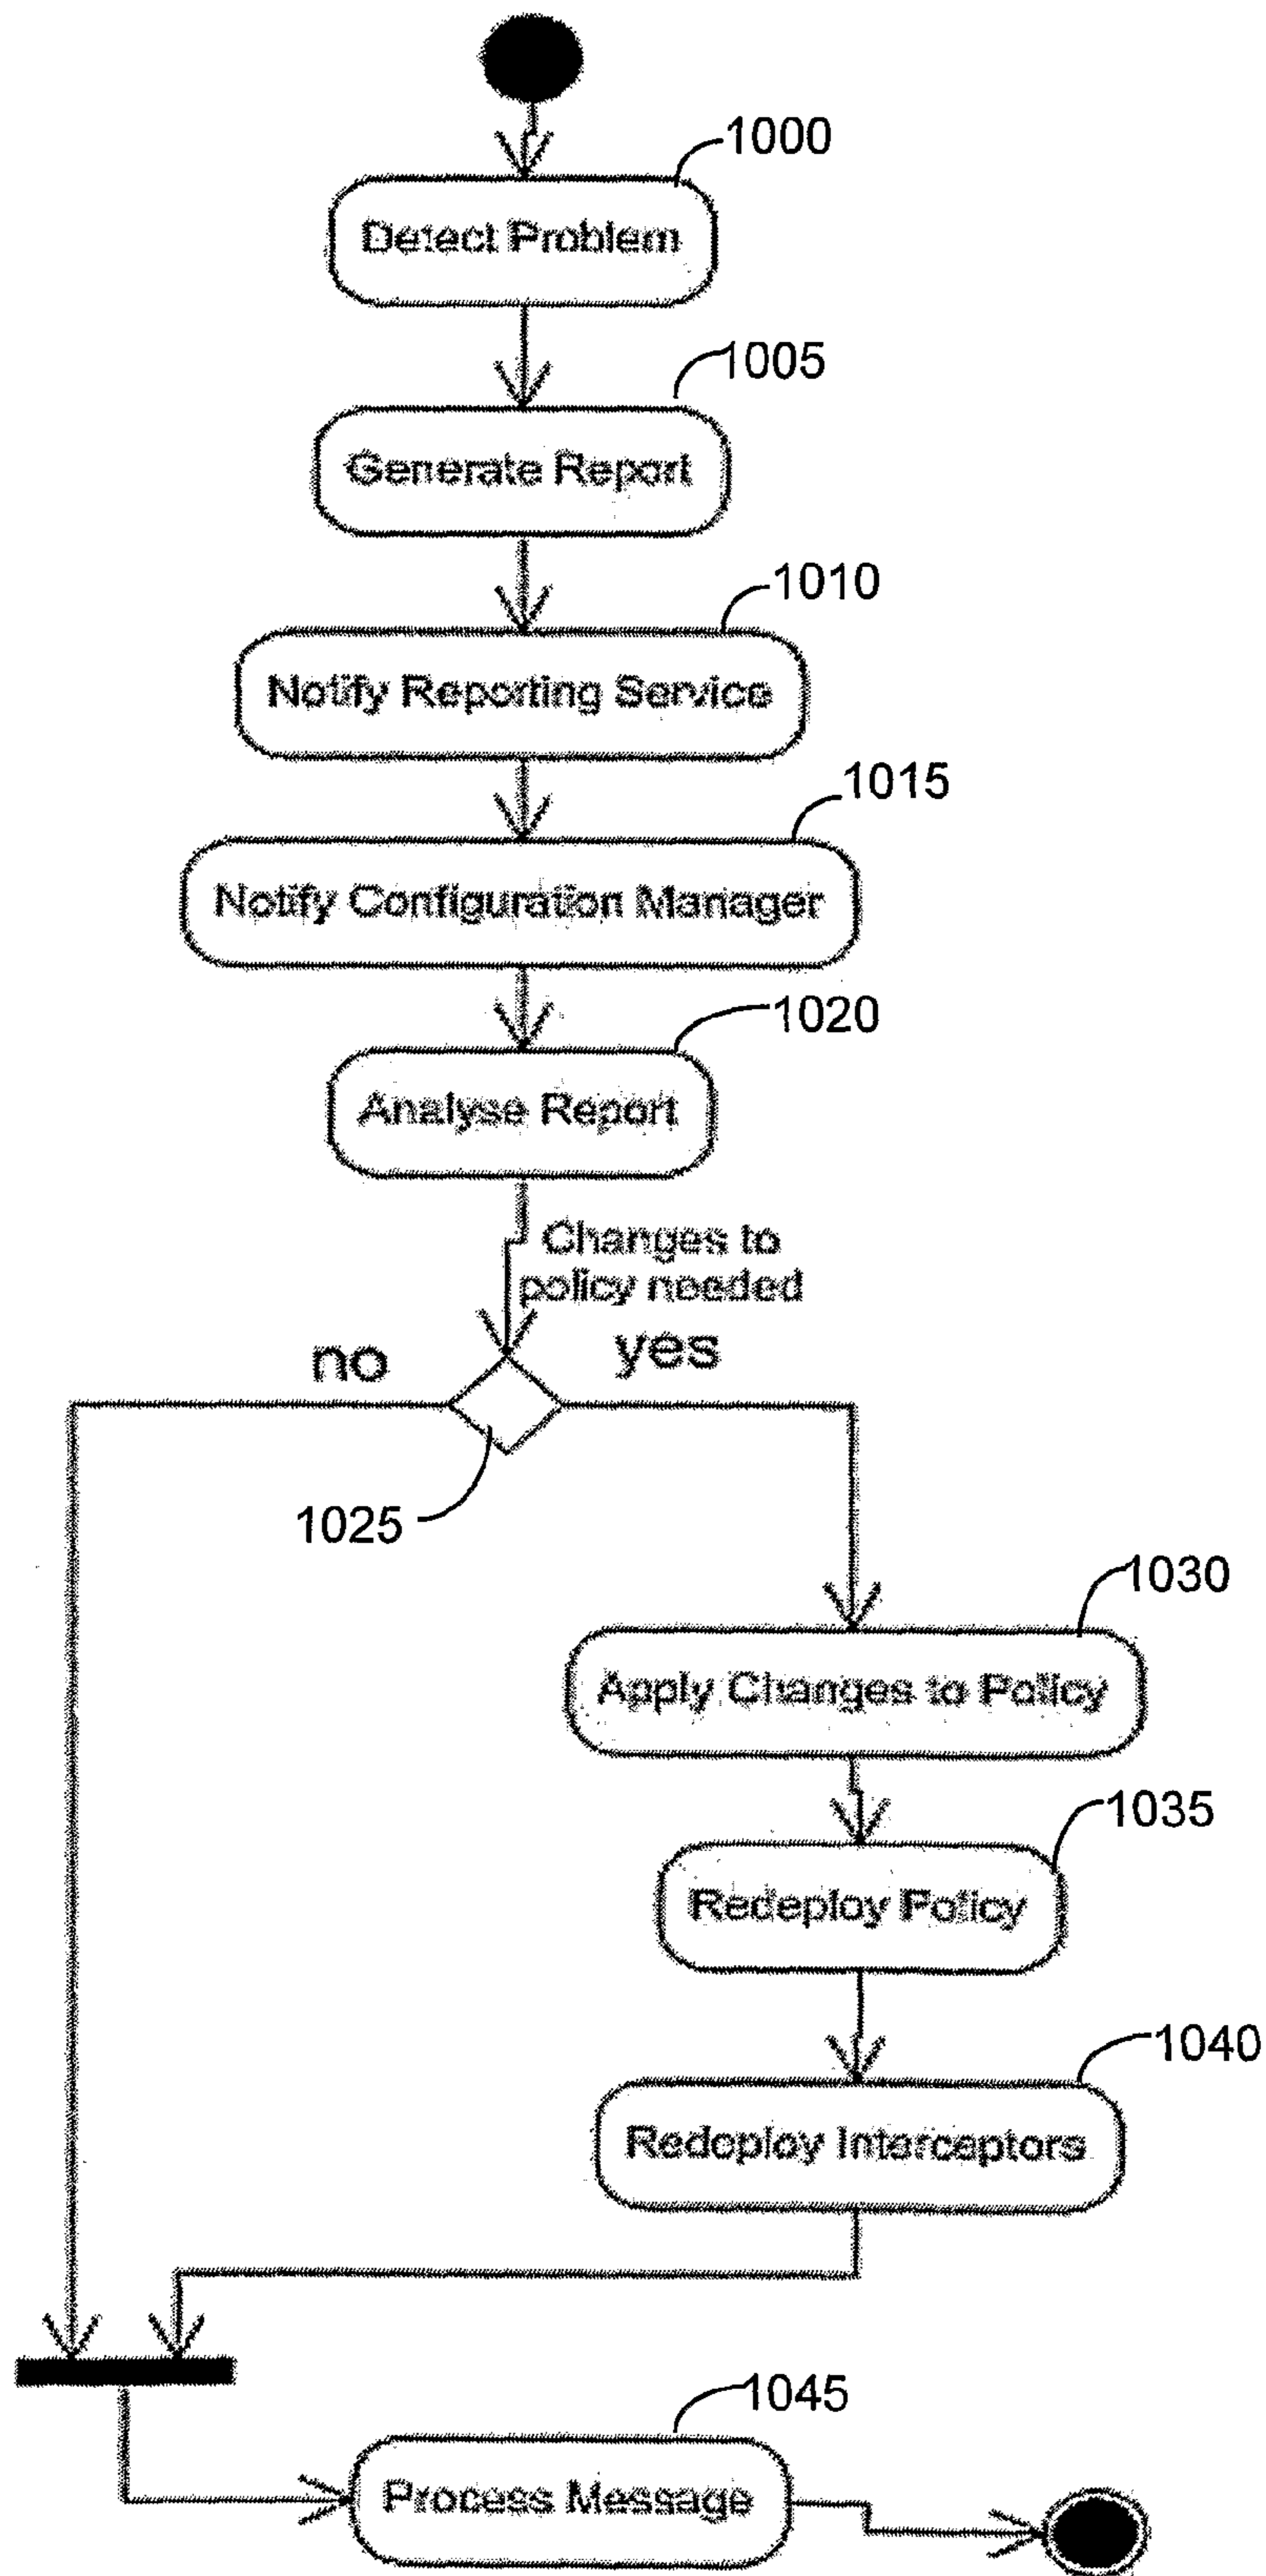 1000
Detect Problem
1005
Generate Report
1010
Notify Reporting Service
1015
Notify Configuration Manager
1020
Analyse Report
Changes to
policy needed
no
yes
1025
1030
Apply Changes to Policy
1035
Redeploy Policy
1040
Redeploy Interceptors
1045
Process Message